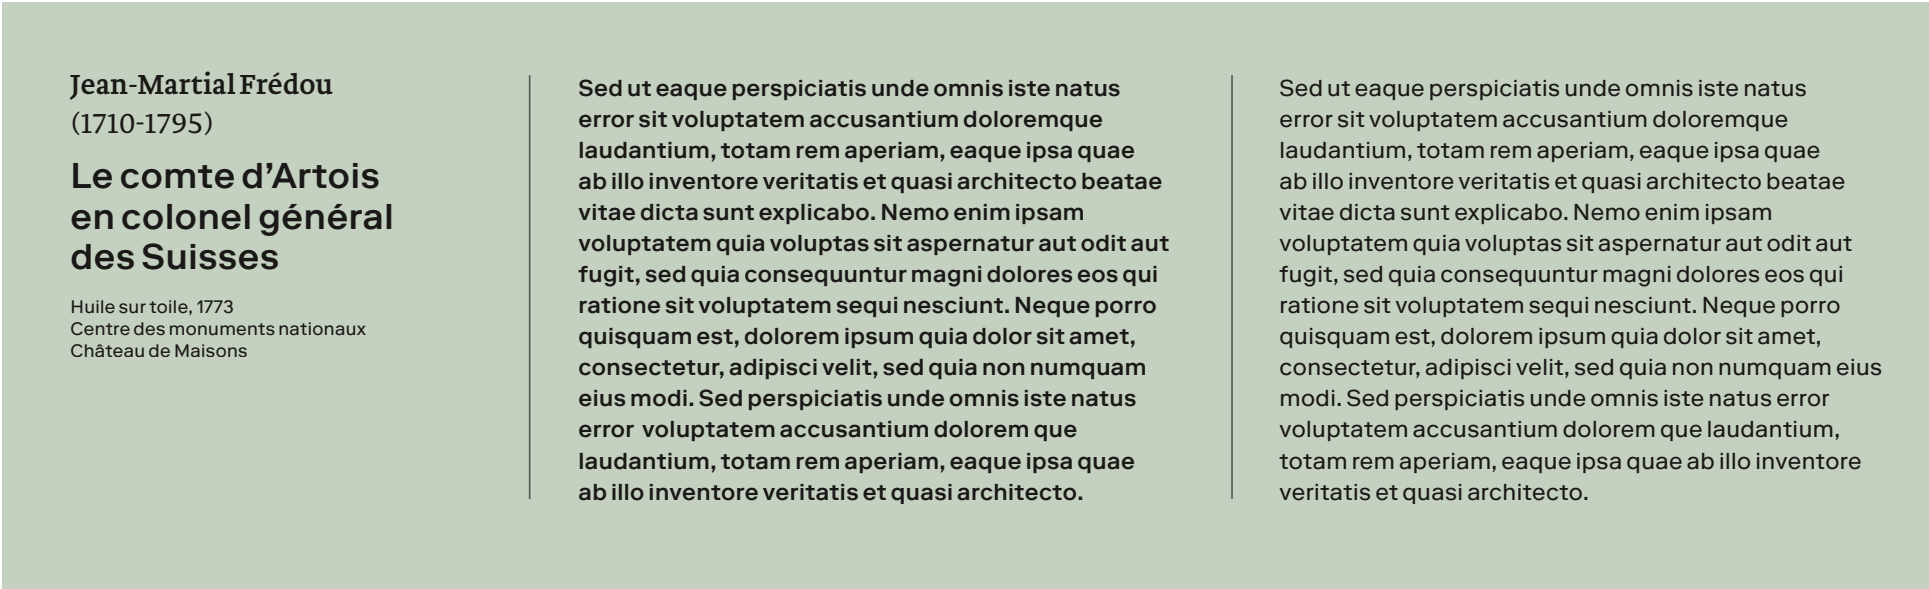 Jean-Martial Frédou
(1710-1795)
Le comte d’Artois
en colonel général
des Suisses
Huile sur toile, 1773
Centre des monuments nationaux
Château de Maisons
Sed ut eaque perspiciatis unde omnis iste natus
error sit voluptatem accusantium doloremque
laudantium, totam rem aperiam, eaque ipsa quae
ab illo inventore veritatis et quasi architecto beatae
vitae dicta sunt explicabo. Nemo enim ipsam
voluptatem quia voluptas sit aspernatur aut odit aut
fugit, sed quia consequuntur magni dolores eos qui
ratione sit voluptatem sequi nesciunt. Neque porro
quisquam est, dolorem ipsum quia dolor sit amet,
consectetur, adipisci velit, sed quia non numquam
eius modi. Sed perspiciatis unde omnis iste natus
error voluptatem accusantium dolorem que
laudantium, totam rem aperiam, eaque ipsa quae
ab illo inventore veritatis et quasi architecto.
Sed ut eaque perspiciatis unde omnis iste natus
error sit voluptatem accusantium doloremque
laudantium, totam rem aperiam, eaque ipsa quae
ab illo inventore veritatis et quasi architecto beatae
vitae dicta sunt explicabo. Nemo enim ipsam
voluptatem quia voluptas sit aspernatur aut odit aut
fugit, sed quia consequuntur magni dolores eos qui
ratione sit voluptatem sequi nesciunt. Neque porro
quisquam est, dolorem ipsum quia dolor sit amet,
consectetur, adipisci velit, sed quia non numquam eius
modi. Sed perspiciatis unde omnis iste natus error
voluptatem accusantium dolorem que laudantium,
totam rem aperiam, eaque ipsa quae ab illo inventore
veritatis et quasi architecto.